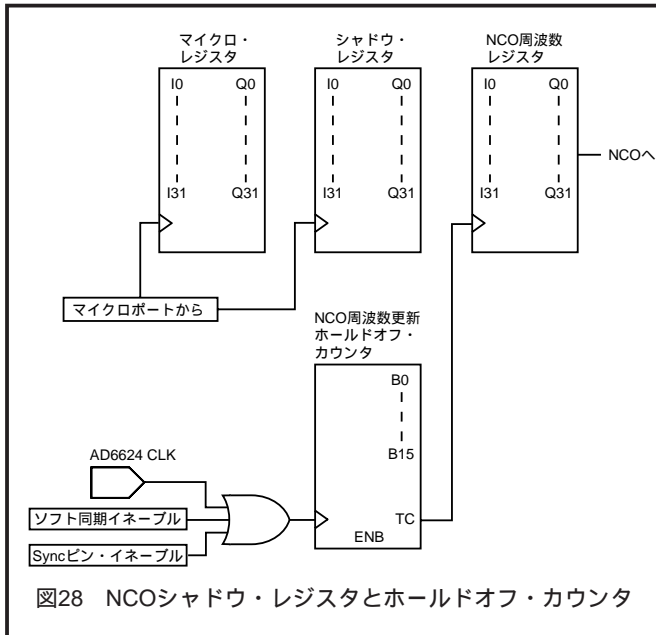 マイクロ・
レジスタ
シャドウ・
レジスタ
NCO周波数
レジスタ
I0 Q0
I31 Q31
I0 Q0
I31 Q31
I0 Q0
I31 Q31
NCOへ
マイクロポートから
NCO周波数更新
ホールドオフ・
カウンタ
B0
B15
TC
ENB
AD6624 CLK
ソフト同期イネーブル
Syncピン・イネーブル
図28 NCOシャドウ・レジスタとホールドオフ・カウンタ